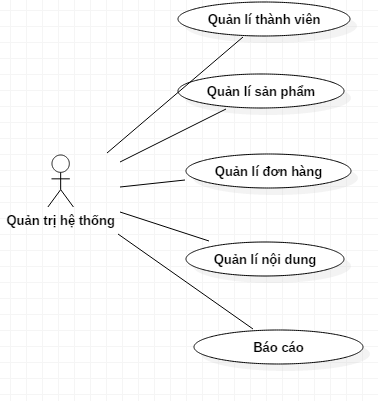 Quản lí thành viên
Quản lí sản phẩm
Quản lí đơn hàng
Quản trị hệ thống
Quản lí nội dung
Báo cáo